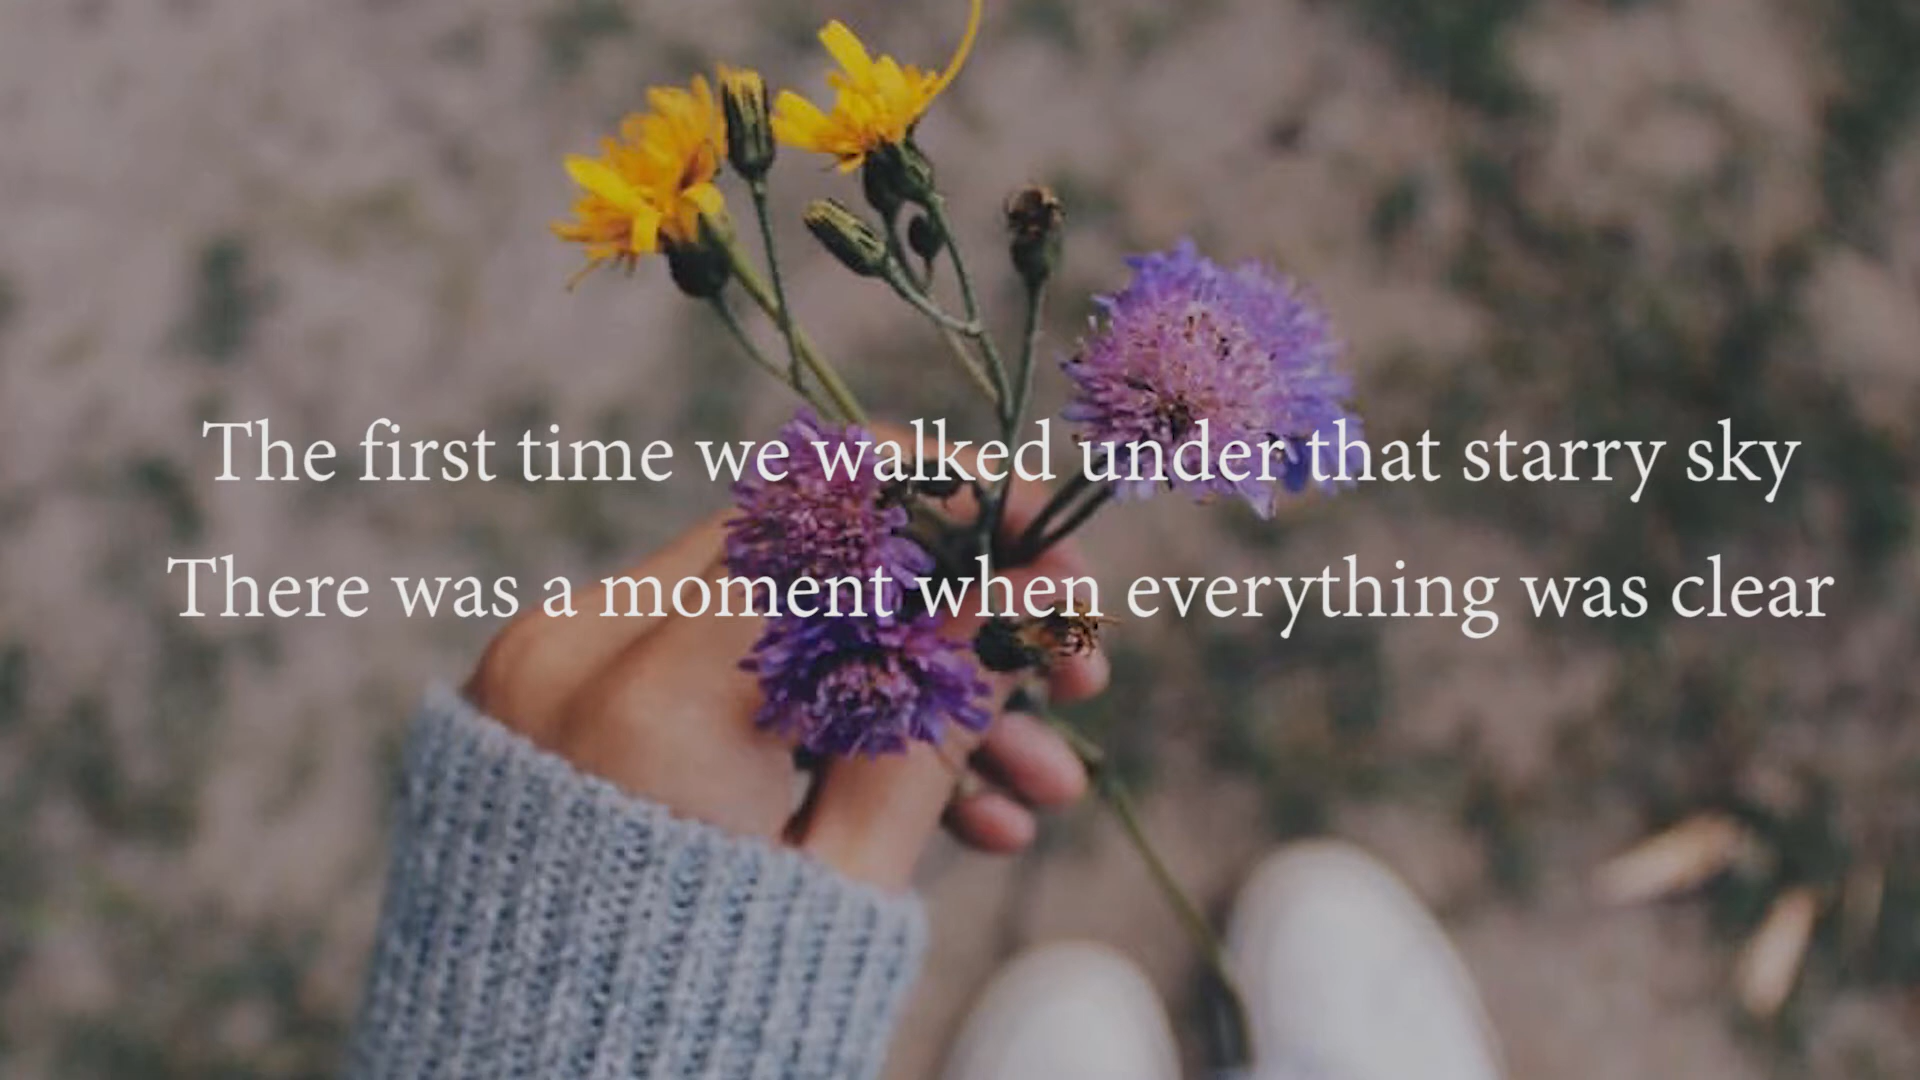 The first time we walked under that starry sky
There was a moment when everything was clear